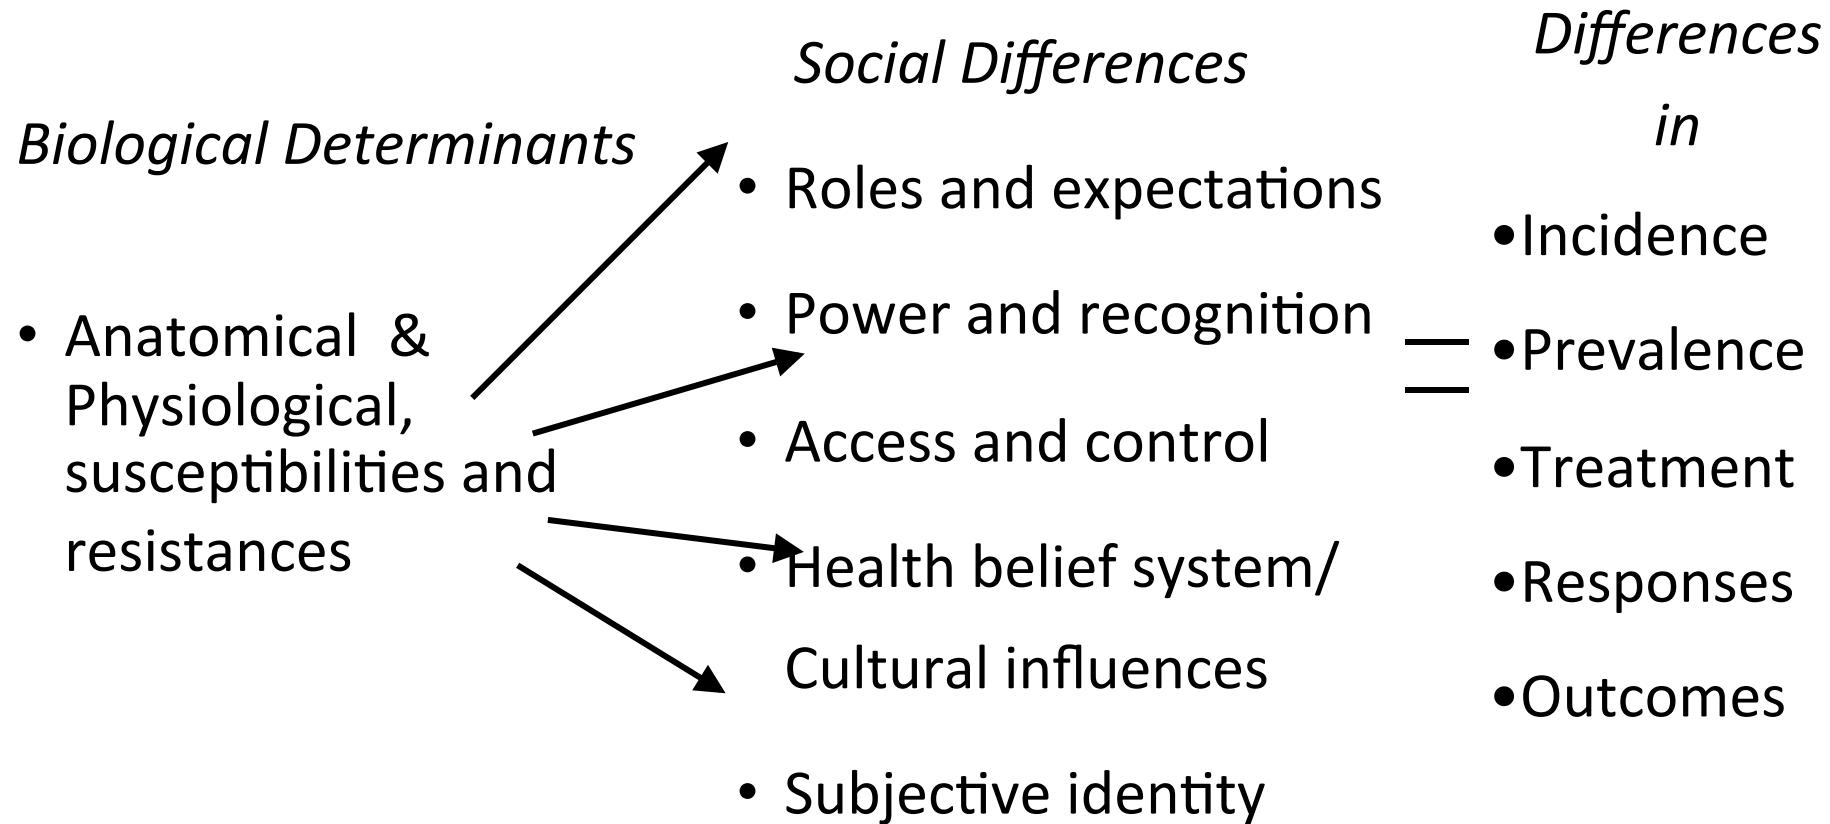 Biological Determinants
• Anatomical & 
Physiological,
susceptibilities and
resistances
Social Differences
• Roles and expectations
• Power and recognition
• Access and control
• Health belief system/
Cultural influences
• Subjective identity
=
Differences
in
•Incidence
•Prevalence
•Treatment
•Responses
•Outcomes